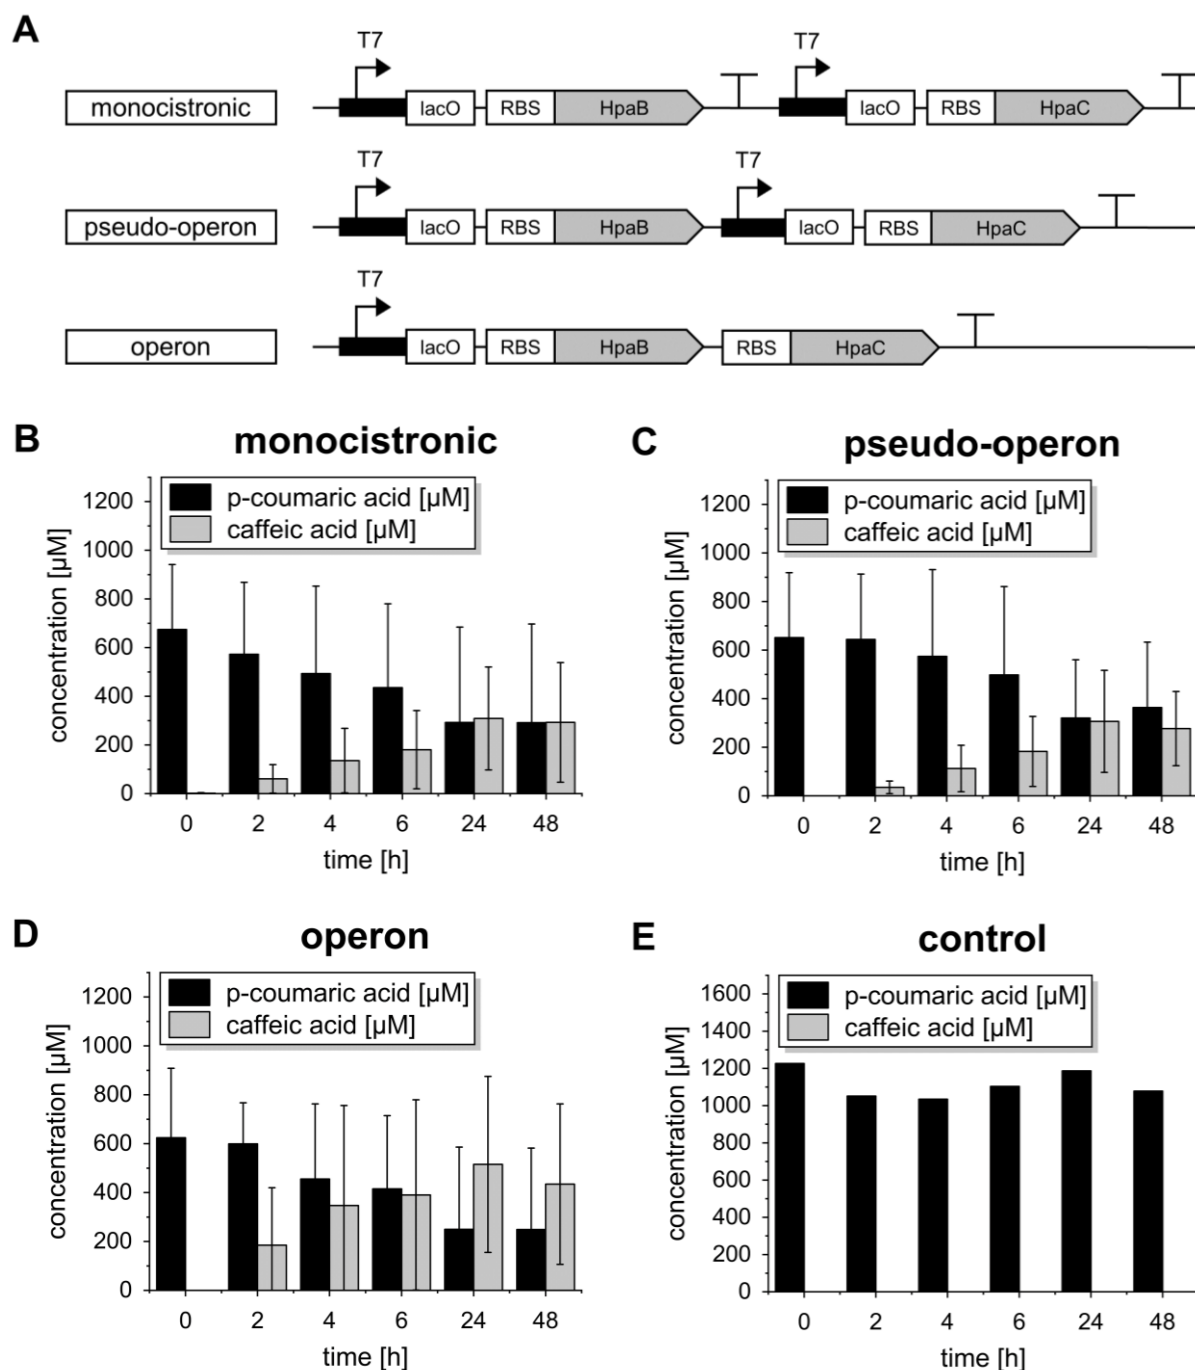 A
T7 T7
monocistronic lacO RBS HpaB lacO RBS HpaC
T7 T7
pseudo-operon lacO RBS HpaB lacO RBS HpaC
T7
operon lacO RBS HpaB RBS HpaC
B monocistronic
p-coumaric acid [µM]
caffeic acid [µM]
concentration [µM]
1200
1000
800
600
400
200
0
0 2 4 6 24 48
time [h]
C pseudo-operon
p-coumaric acid [µM]
caffeic acid [µM]
concentration [µM]
1200
1000
800
600
400
200
0
0 2 4 6 24 48
time [h]
D operon
p-coumaric acid [µM]
caffeic acid [µM]
concentration [µM]
1200
1000
800
600
400
200
0
0 2 4 6 24 48
time [h]
E control
p-coumaric acid [µM]
caffeic acid [µM]
concentration [µM]
1600
1400
1200
1000
800
600
400
200
0
0 2 4 6 24 48
time [h]